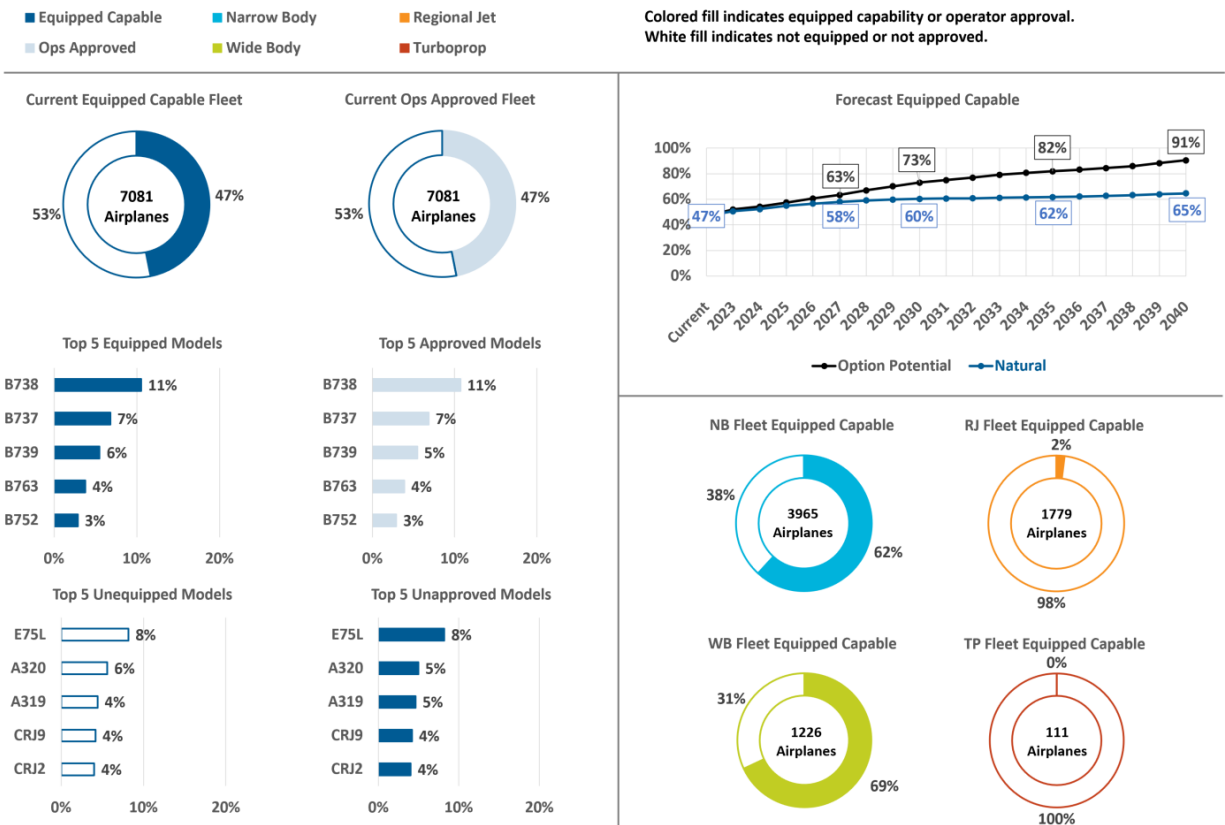 Equipped Capable
Narrow Body
Regional Jet
Ops Approved
Wide Body
Turboprop
Colored fill indicates equipped capability or operator approval.
White fill indicates not equipped or not approved.
Current Equipped Capable Fleet
53%
7081
Airplanes
47%
Current Ops Approved Fleet
53%
7081
Airplanes
47%
Forecast Equipped Capable
100%
80%
60%
40%
20%
0%
63%
73%
82%
91%
47%
58%
60%
62%
65%
Current
2023
2024
2025
2026
2027
2028
2029
2030
2031
2032
2033
2034
2035
2036
2037
2038
2039
2040
Option Potential
Natural
Top 5 Equipped Models
B738 11%
B737 7%
B739 6%
B763 4%
B752 3%
0% 10% 20%
Top 5 Approved Models
B738 11%
B737 7%
B739 5%
B763 4%
B752 3%
0% 10% 20%
Top 5 Unequipped Models
E75L 8%
A320 6%
A319 4%
CRJ9 4%
CRJ2 4%
0% 10% 20%
Top 5 Unapproved Models
E75L 8%
A320 5%
A319 5%
CRJ9 4%
CRJ2 4%
0% 10% 20%
NB Fleet Equipped Capable
38%
3965
Airplanes
62%
RJ Fleet Equipped Capable
2%
1779
Airplanes
98%
WB Fleet Equipped Capable
31%
1226
Airplanes
69%
TP Fleet Equipped Capable
0%
111
Airplanes
100%